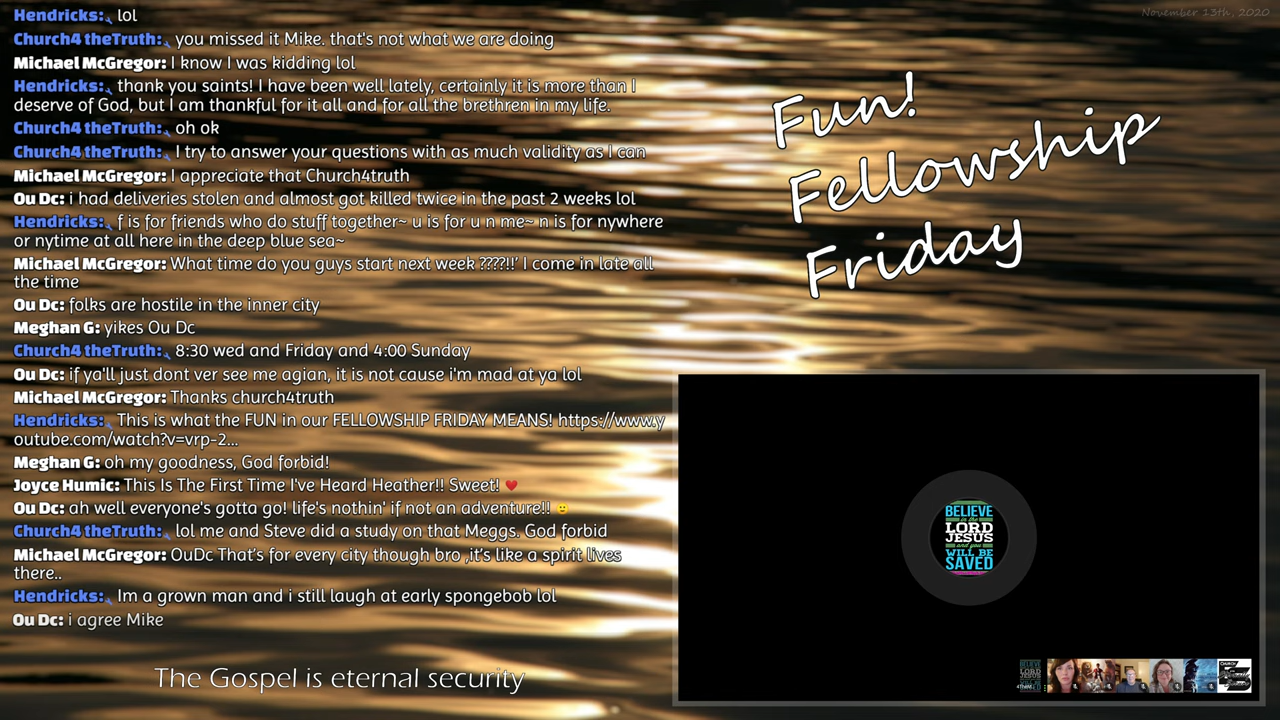 Hendricks: lol
Church4 theTruth: you missed it Mike. that's not what we are doing
Michael McGregor: I know I was kidding lol
Hendricks: thank you saints! I have been well lately, certainly it is more than I
deserve of God, but I am thankful for it all and for all the brethren in my life.
Church4 theTruth: oh ok
Church4 theTruth: I try to answer your questions with as much validity as I can
Michael McGregor: I appreciate that Church4truth
Ou Dc: i had deliveries stolen and almost got killed twice in the past 2 weeks lol
Hendricks: f is for friends who do stuff together~ u is for u n me~ n is for nywhere
or nytime at all here in the deep blue sea~
Michael McGregor: What time do you guys start next week ????!!' I come in late all
the time
Ou Dc: folks are hostile in the inner city
Meghan G: yikes Ou Dc
Church4 theTruth: 8:30 wed and Friday and 4:00 Sunday
Ou Dc: if ya'll just dont ver see me agian, it is not cause i'm mad at ya lol
Michael McGregor: Thanks church4truth
Hendricks: This is what the FUN in our FELLOWSHIP FRIDAY MEANS! https://www.y
outube.com/watch?v=vrp-2...
Meghan G: oh my goodness, God forbid!
Joyce Humic: This Is The First Time I've Heard Heather!! Sweet! ❤️
Ou Dc: ah well everyone's gotta go! life's nothin' if not an adventure!! 🙂
Church4 theTruth: lol me and Steve did a study on that Meggs. God forbid
Michael McGregor: OuDc That's for every city though bro ,it's like a spirit lives
there..
Hendricks: Im a grown man and i still laugh at early spongebob lol
Ou Dc: i agree Mike
The Gospel is eternal security
November 13th, 2020
Fun!
Fellowship
Friday
BELIEVE
in the
LORD
JESUS
and you
WILL BE
SAVED